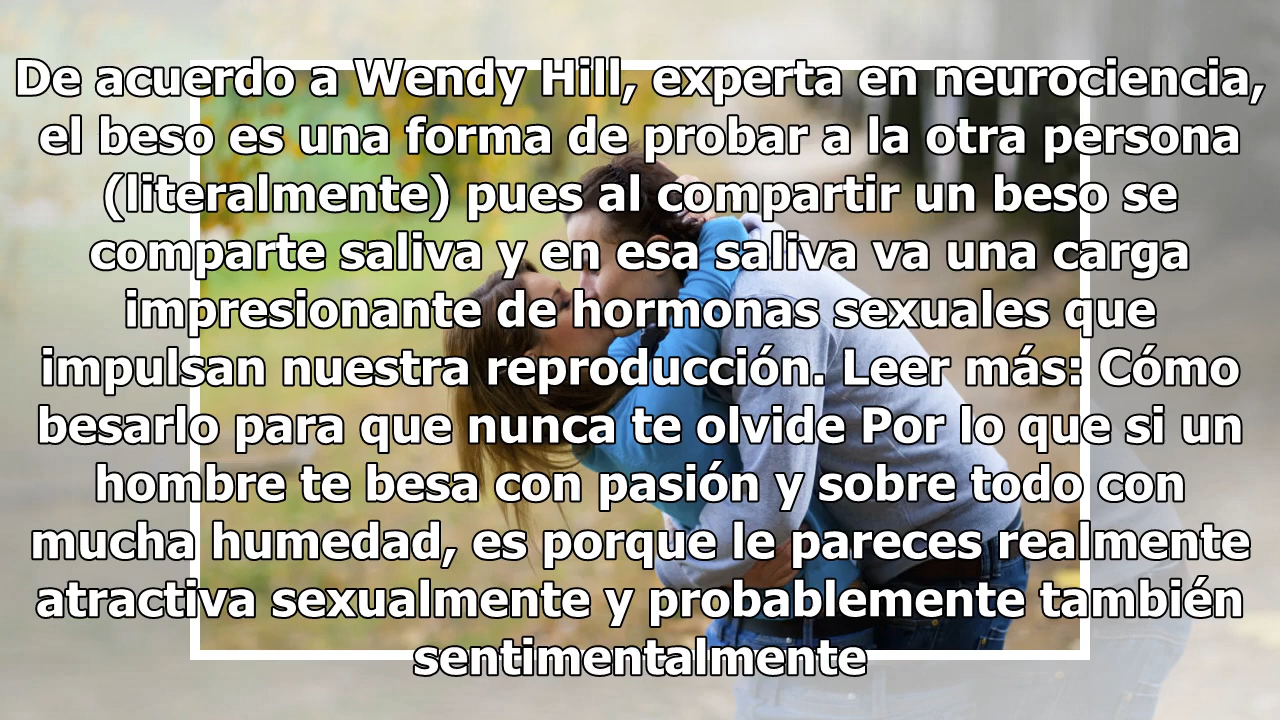 De acuerdo a Wendy Hill, experta en neurociencia,
el beso es una forma de probar a la otra persona
(literalmente) pues al compartir un beso se
comparte saliva y en esa saliva va una carga
impresionante de hormonas sexuales que
impulsan nuestra reproducción. Leer más: Cómo
besarlo para que nunca te olvide Por lo que si un
hombre te besa con pasión y sobre todo con
mucha humedad, es porque le pareces realmente
atractiva sexualmente y probablemente también
sentimentalmente